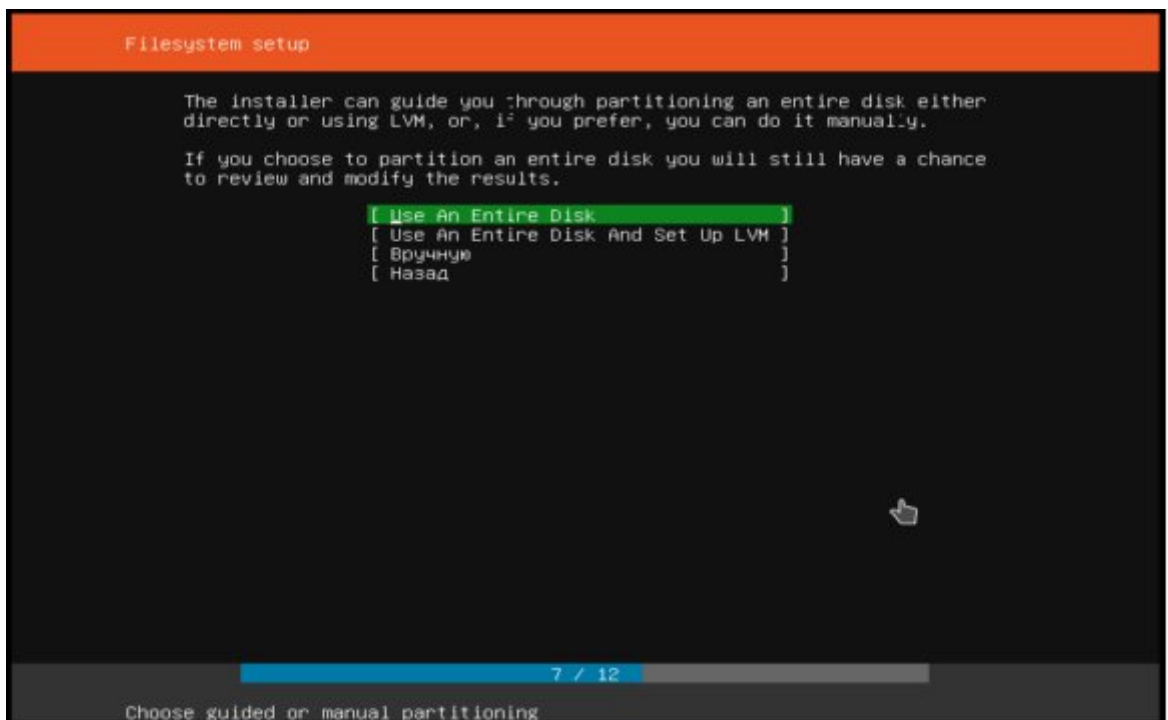 Filesystem setup
The installer can guide you through partitioning an entire disk either
directly or using LVM, or, if you prefer, you can do it manually.
If you choose to partition an entire disk you will still have a chance
to review and modify the results.
[ Use An Entire Disk ]
[ Use An Entire Disk And Set Up LVM ]
[ Вручную ]
[ Назад ]
7 / 12
Choose guided or manual partitioning